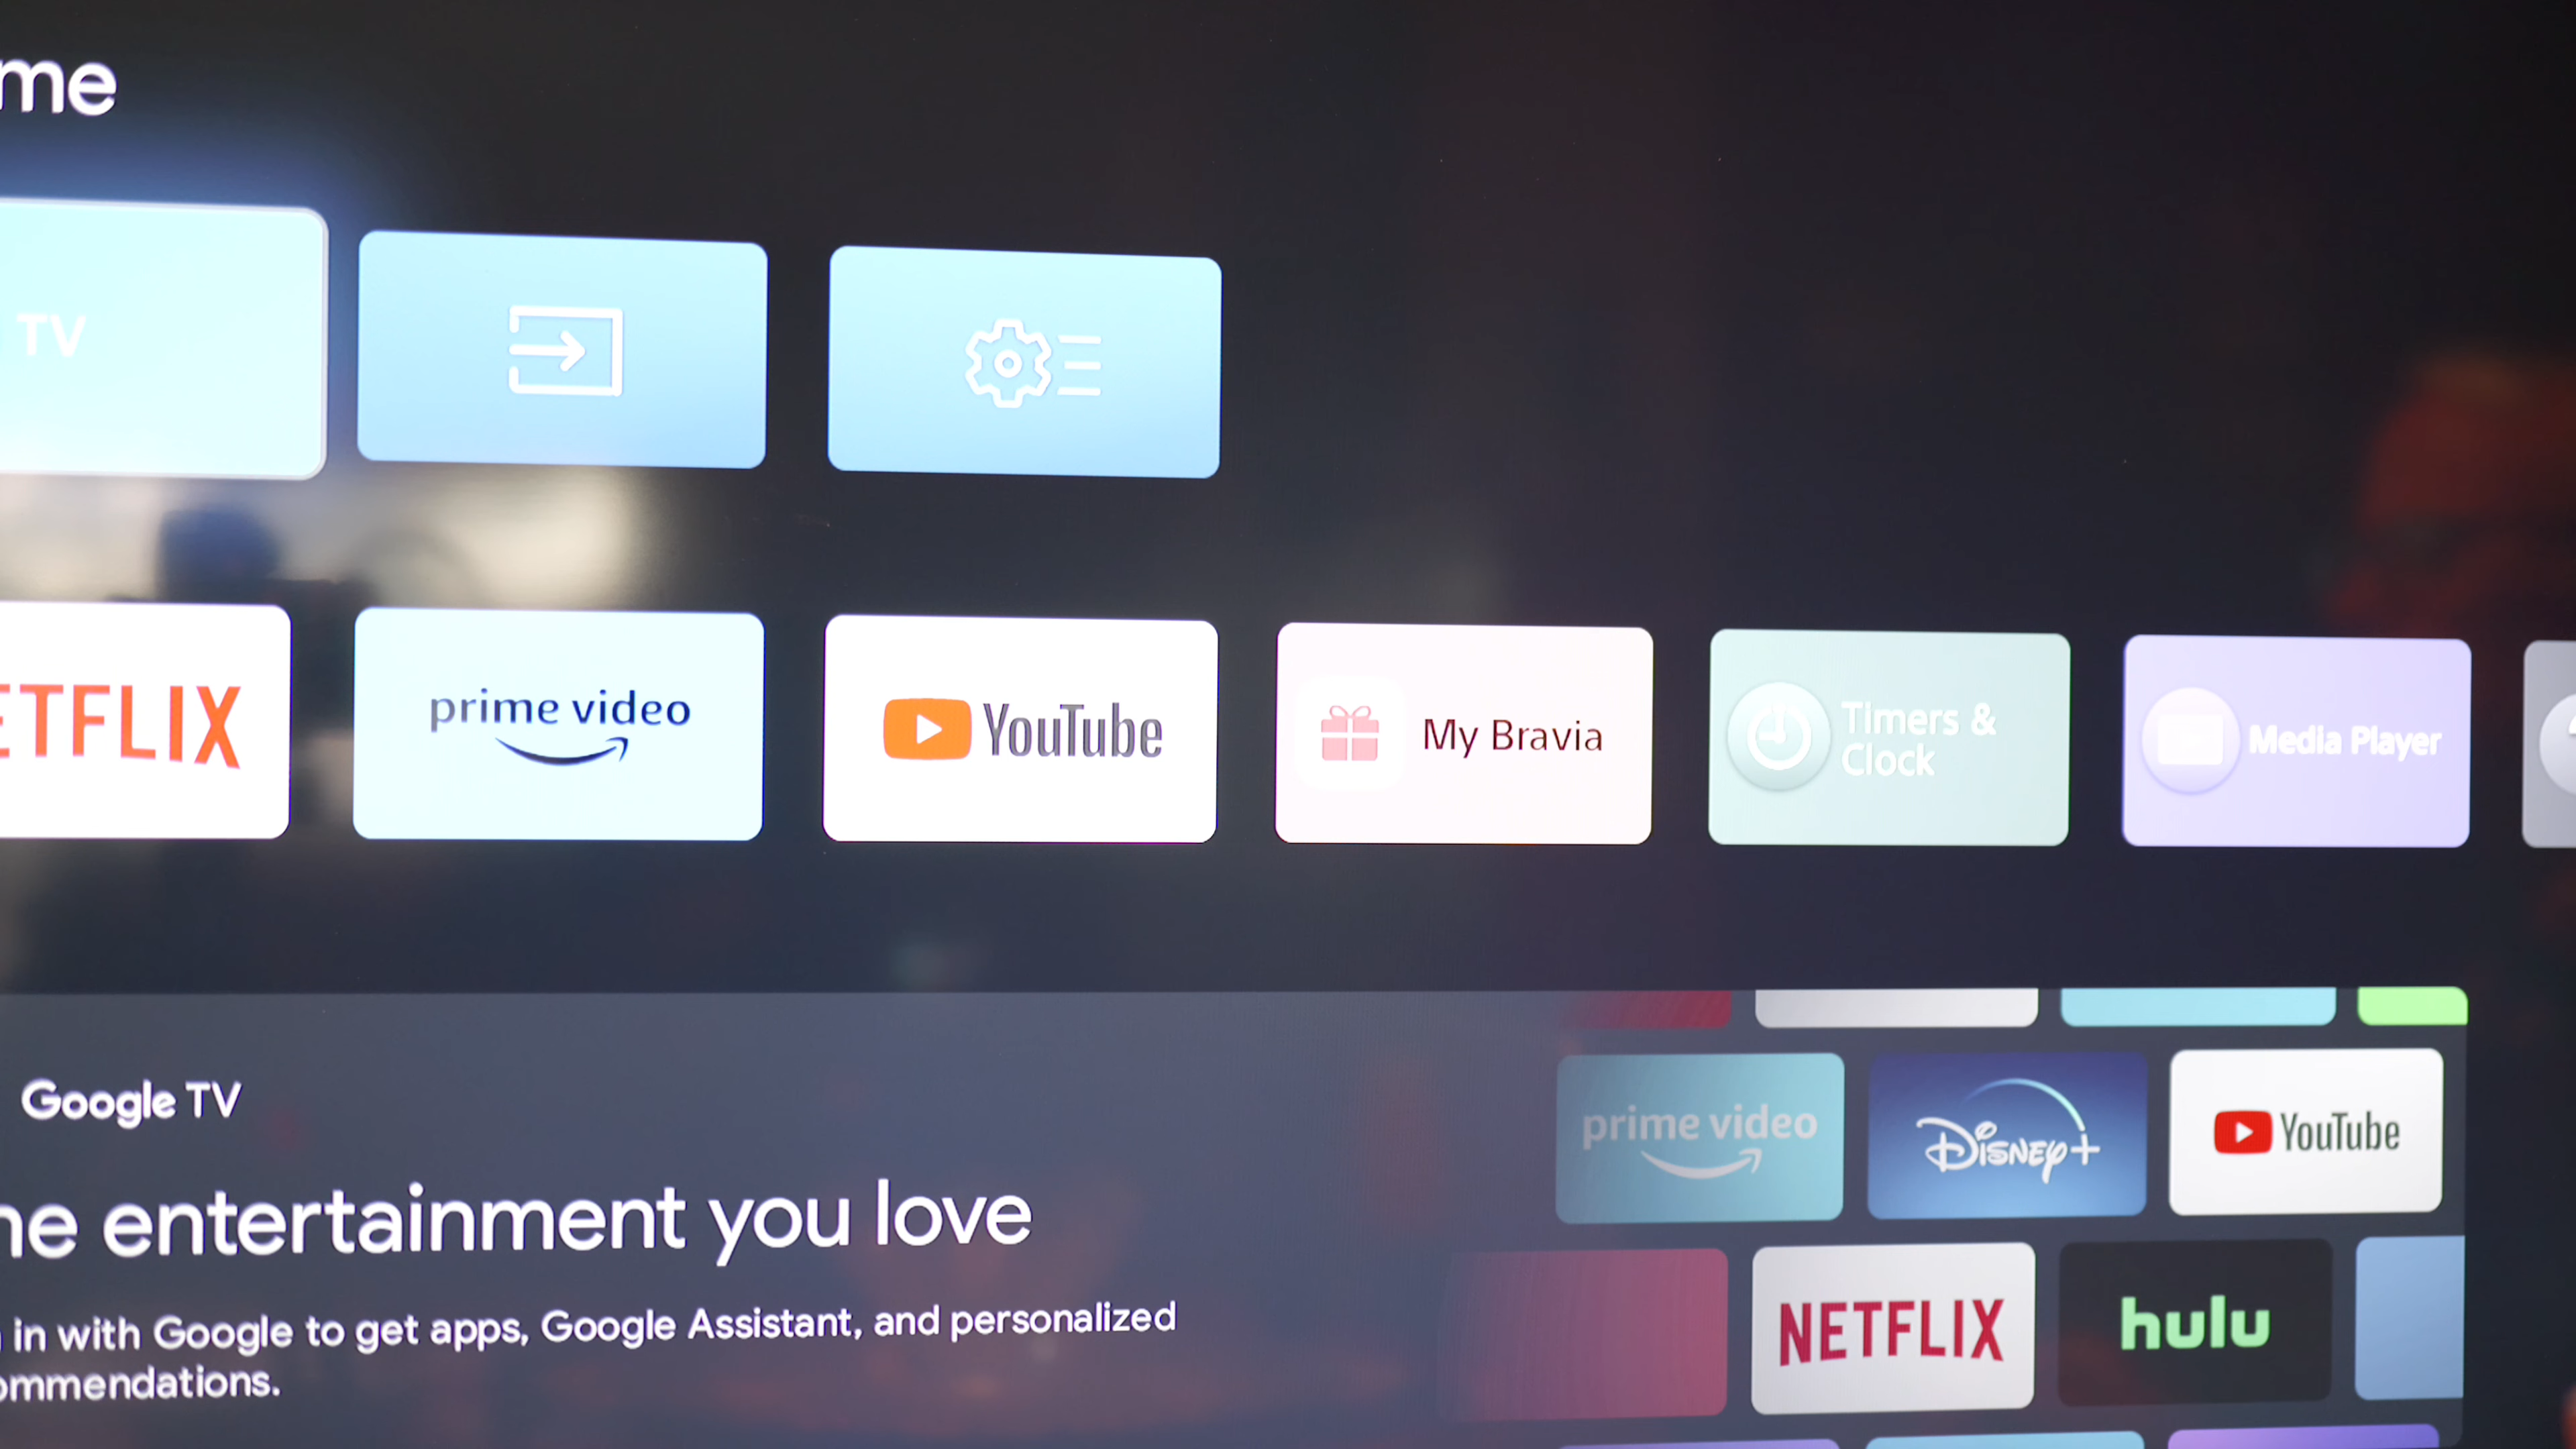 me
TV
ETFLIX
prime video
YouTube
My Bravia
Timers &
Clock
Media Player
Google TV
ne entertainment you love
in with Google to get apps, Google Assistant, and personalized
ommendations.
prime video
Disney+
YouTube
NETFLIX
hulu